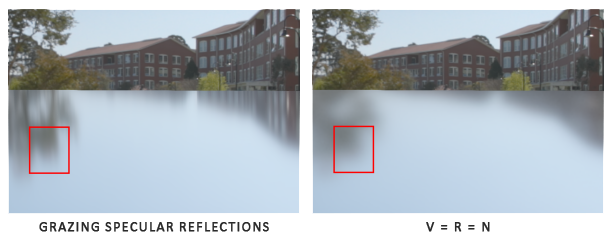 GRAZING SPECULAR REFLECTIONS
V = R = N